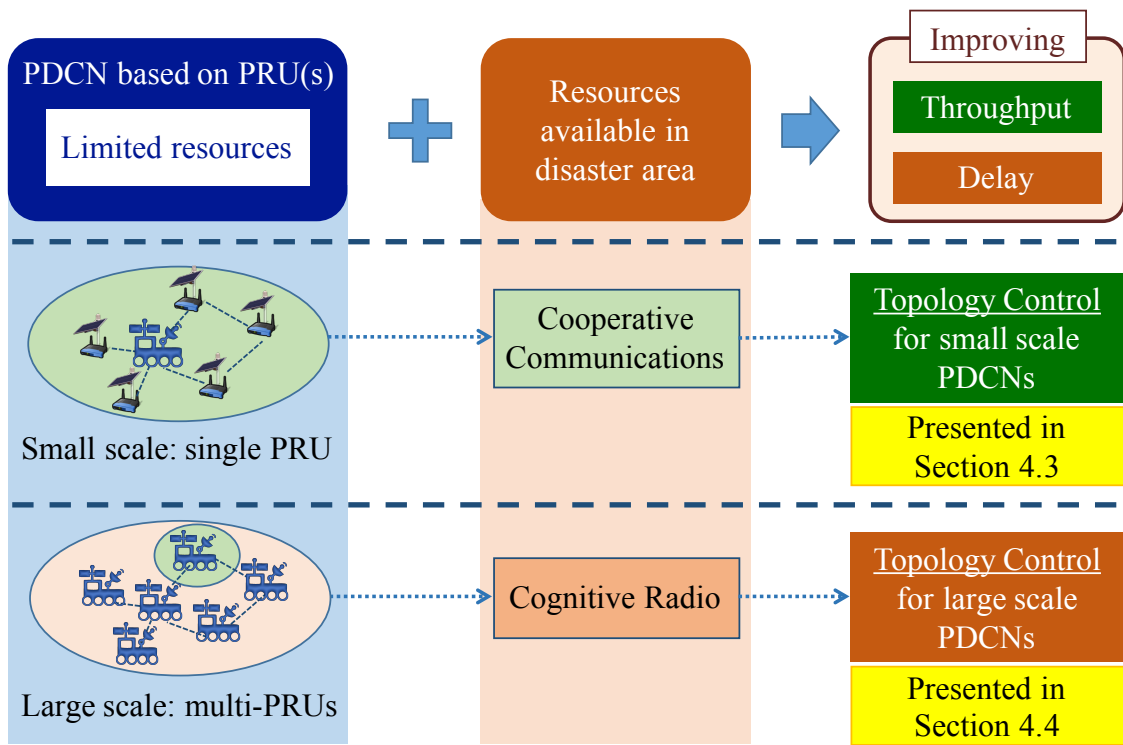 PDCN based on PRU(s)
Limited resources
Resources
available in
disaster area
Improving
Throughput
Delay
Cooperative
Communications
Topology Control
for small scale
PDCNs
Small scale: single PRU
Presented in
Section 4.3
Cognitive Radio
Topology Control
for large scale
PDCNs
Large scale: multi-PRUs
Presented in
Section 4.4